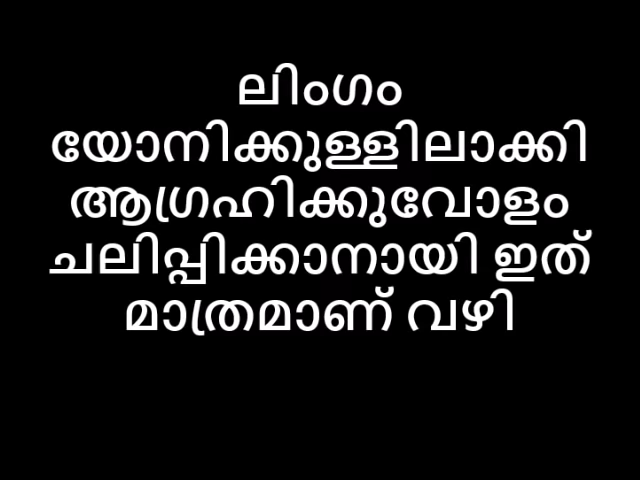 ലിംഗം
യോനിക്കുള്ളിലാക്കി
ആഗ്രഹിക്കുവോളം
ചലിപ്പിക്കാനായി ഇത്
മാത്രമാണ് വഴി